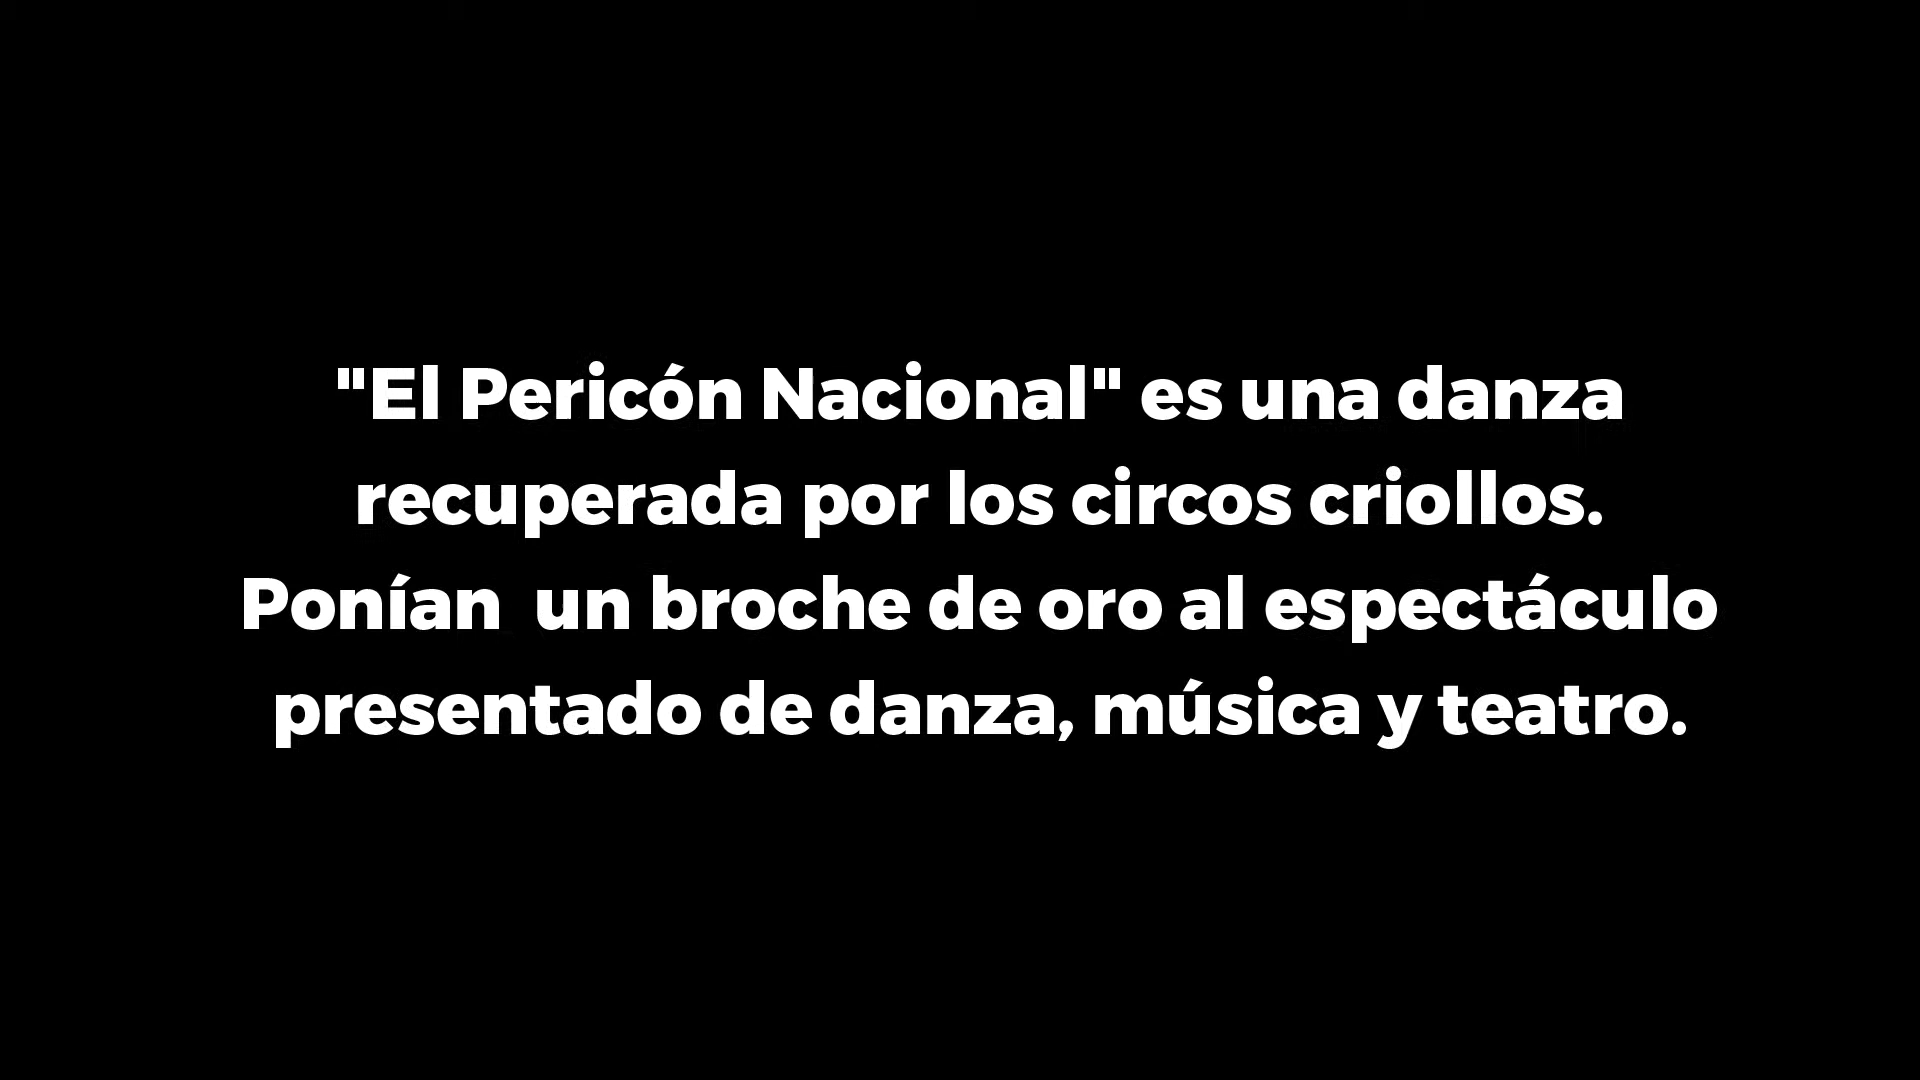 "El Pericón Nacional" es una danza
recuperada por los circos criollos.
Ponían  un broche de oro al espectáculo
presentado de danza, música y teatro.